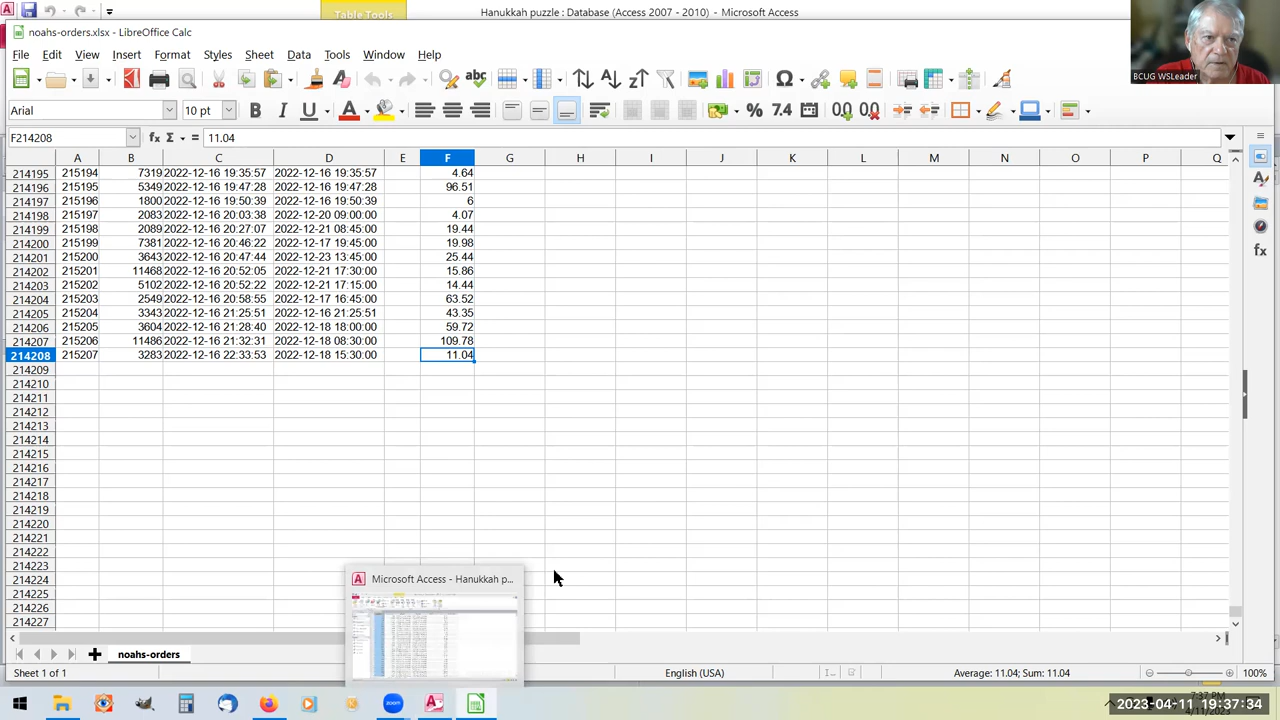 Table Tools
Hanukkah puzzle : Database (Access 2007 - 2010) - Microsoft Access
noahs-orders.xlsx - LibreOffice Calc
BCUG WSLeader
File Edit View Insert Format Styles Sheet Data Tools Window Help
Arial 10 pt
F214208 11.04
A B C D E F G H I J K L M N O P Q
214195 215194 7319 2022-12-16 19:35:57 2022-12-16 19:35:57 4.64
214196 215195 5349 2022-12-16 19:47:28 2022-12-16 19:47:28 96.51
214197 215196 1800 2022-12-16 19:50:39 2022-12-16 19:50:39 6
214198 215197 2083 2022-12-16 20:03:38 2022-12-20 09:00:00 4.07
214199 215198 2089 2022-12-16 20:27:07 2022-12-21 08:45:00 19.44
214200 215199 7381 2022-12-16 20:46:22 2022-12-17 19:45:00 19.98
214201 215200 3643 2022-12-16 20:47:44 2022-12-23 13:45:00 25.44
214202 215201 11468 2022-12-16 20:52:05 2022-12-21 17:30:00 15.86
214203 215202 5102 2022-12-16 20:52:22 2022-12-21 17:15:00 14.44
214204 215203 2549 2022-12-16 20:58:55 2022-12-17 16:45:00 63.52
214205 215204 3343 2022-12-16 21:25:51 2022-12-16 21:25:51 43.35
214206 215205 3604 2022-12-16 21:28:40 2022-12-18 18:00:00 59.72
214207 215206 11486 2022-12-16 21:32:31 2022-12-18 08:30:00 109.78
214208 215207 3283 2022-12-16 22:33:53 2022-12-18 15:30:00 11.04
214209
214210
214211
214212
214213
214214
214215
214216
214217
214218
214219
214220
214221
214222
214223
214224
214225
214226
214227
Microsoft Access - Hanukkah p...
noahs-orders
Sheet 1 of 1 English (USA) Average: 11.04; Sum: 11.04 100%
zoom
7:37 PM
2023-04-11 19:37:34